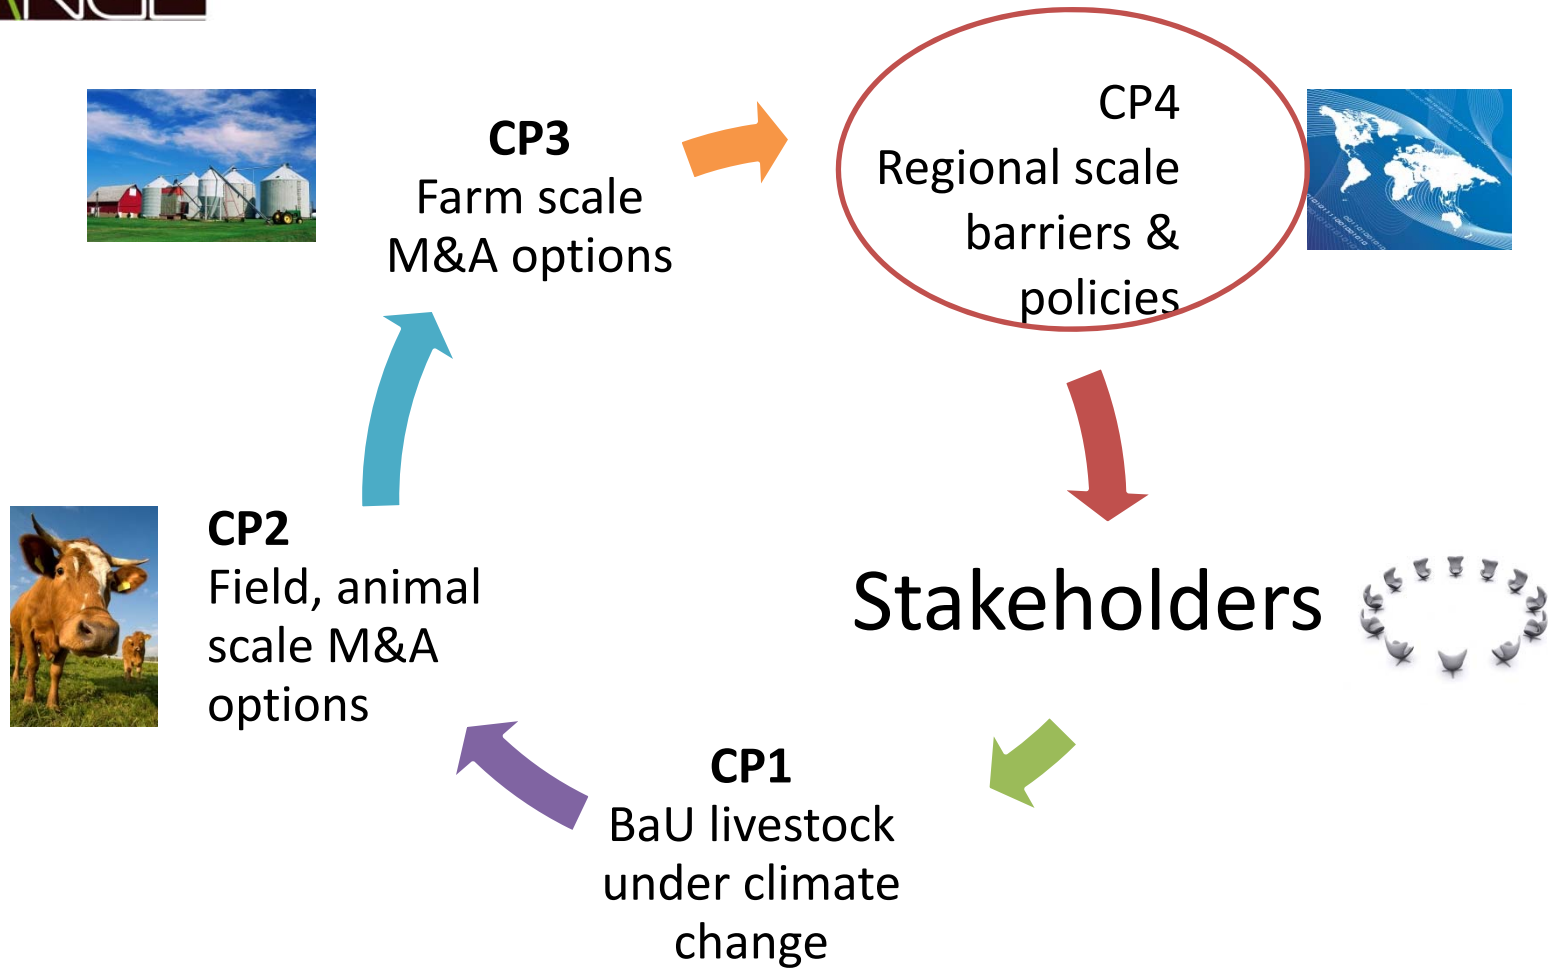 CP3
Farm scale
M&A options
CP4
Regional scale
barriers &
policies
CP2
Field, animal
scale M&A
options
Stakeholders
CP1
BaU livestock
under climate
change